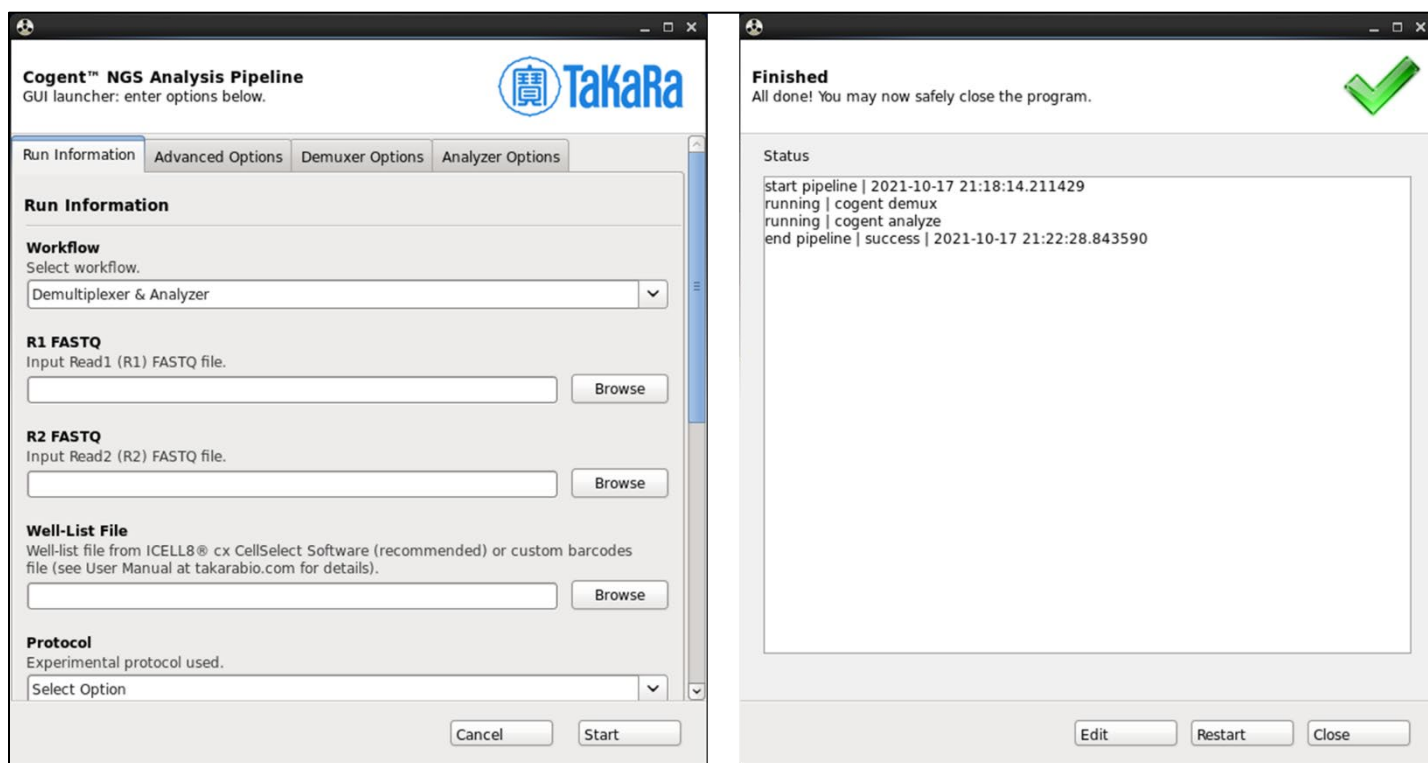 Cogent™ NGS Analysis Pipeline
GUI launcher: enter options below.
寶 TaKaRa
Run Information
Advanced Options
Demuxer Options
Analyzer Options
Run Information
Workflow
Select workflow.
Demultiplexer & Analyzer
R1 FASTQ
Input Read1 (R1) FASTQ file.
Browse
R2 FASTQ
Input Read2 (R2) FASTQ file.
Browse
Well-List File
Well-list file from ICELL8® cx CellSelect Software (recommended) or custom barcodes
file (see User Manual at takarabio.com for details).
Browse
Protocol
Experimental protocol used.
Select Option
Cancel
Start
Finished
All done! You may now safely close the program.
Status
start pipeline | 2021-10-17 21:18:14.211429
running | cogent demux
running | cogent analyze
end pipeline | success | 2021-10-17 21:22:28.843590
Edit
Restart
Close